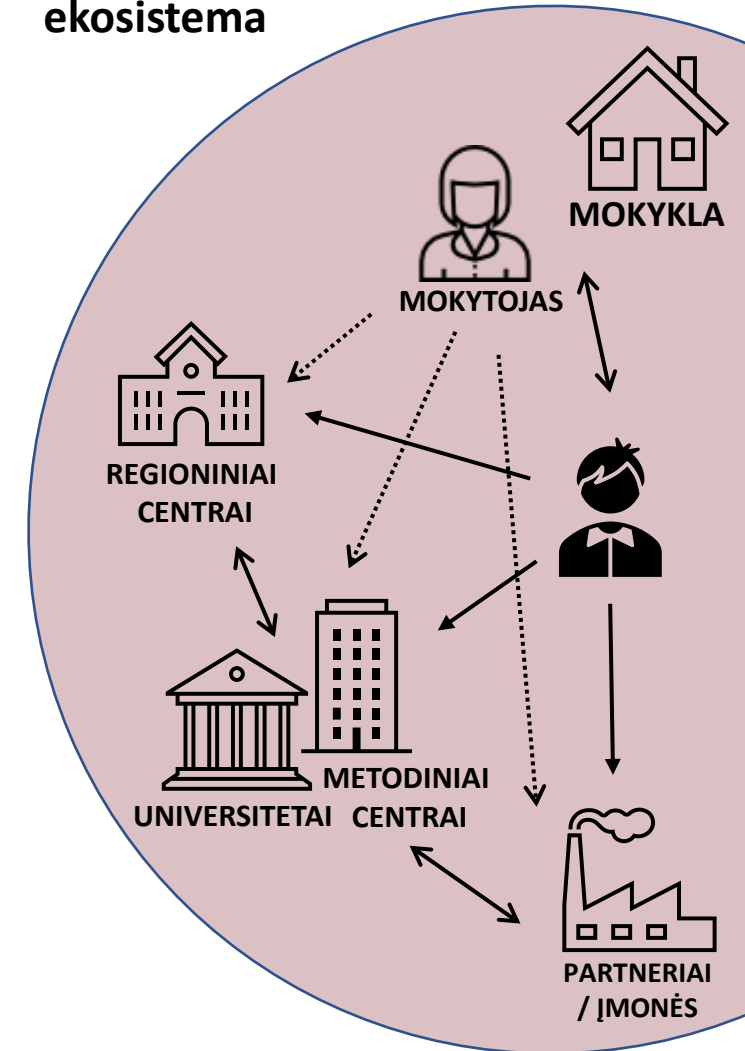 ekosistema
MOKYKLA
MOKYTOJAS
REGIONINIAI
CENTRAI
METODINIAI
UNIVERSITETAI CENTRAI
PARTNERIAI
/ ĮMONĖS